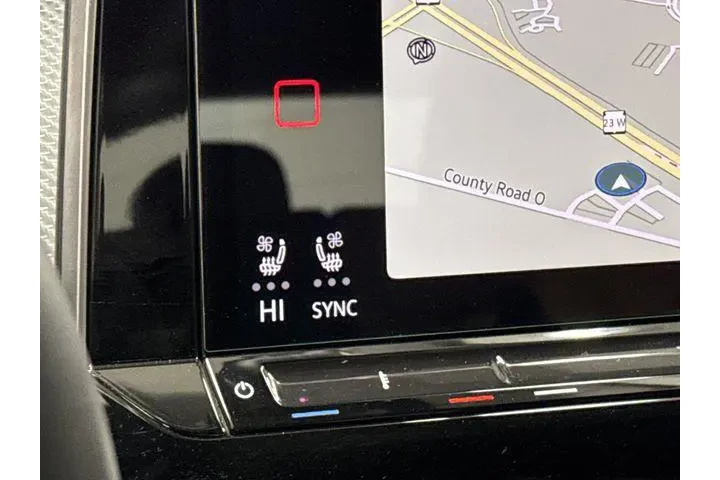 N
23 W
County Road O
HI SYNC